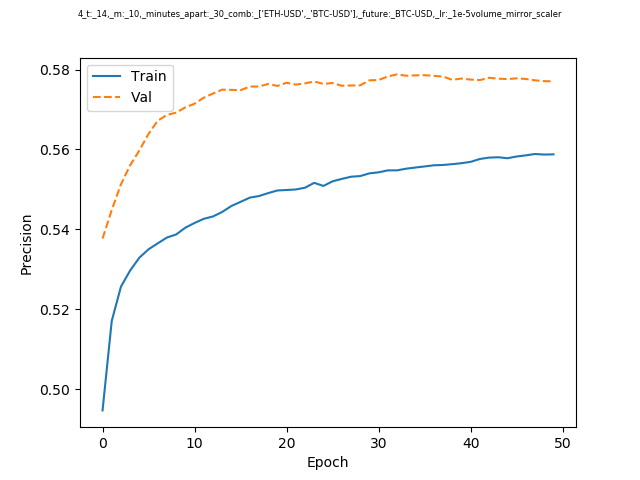 4_t:_14,_m:_10,_minutes_apart:_30_comb:_['ETH-USD',_'BTC-USD'],_future:_BTC-USD,_lr:_1e-5volume_mirror_scaler
0.58
0.56
0.54
0.52
0.50
Precision
Train
Val
0
10
20
30
40
50
Epoch